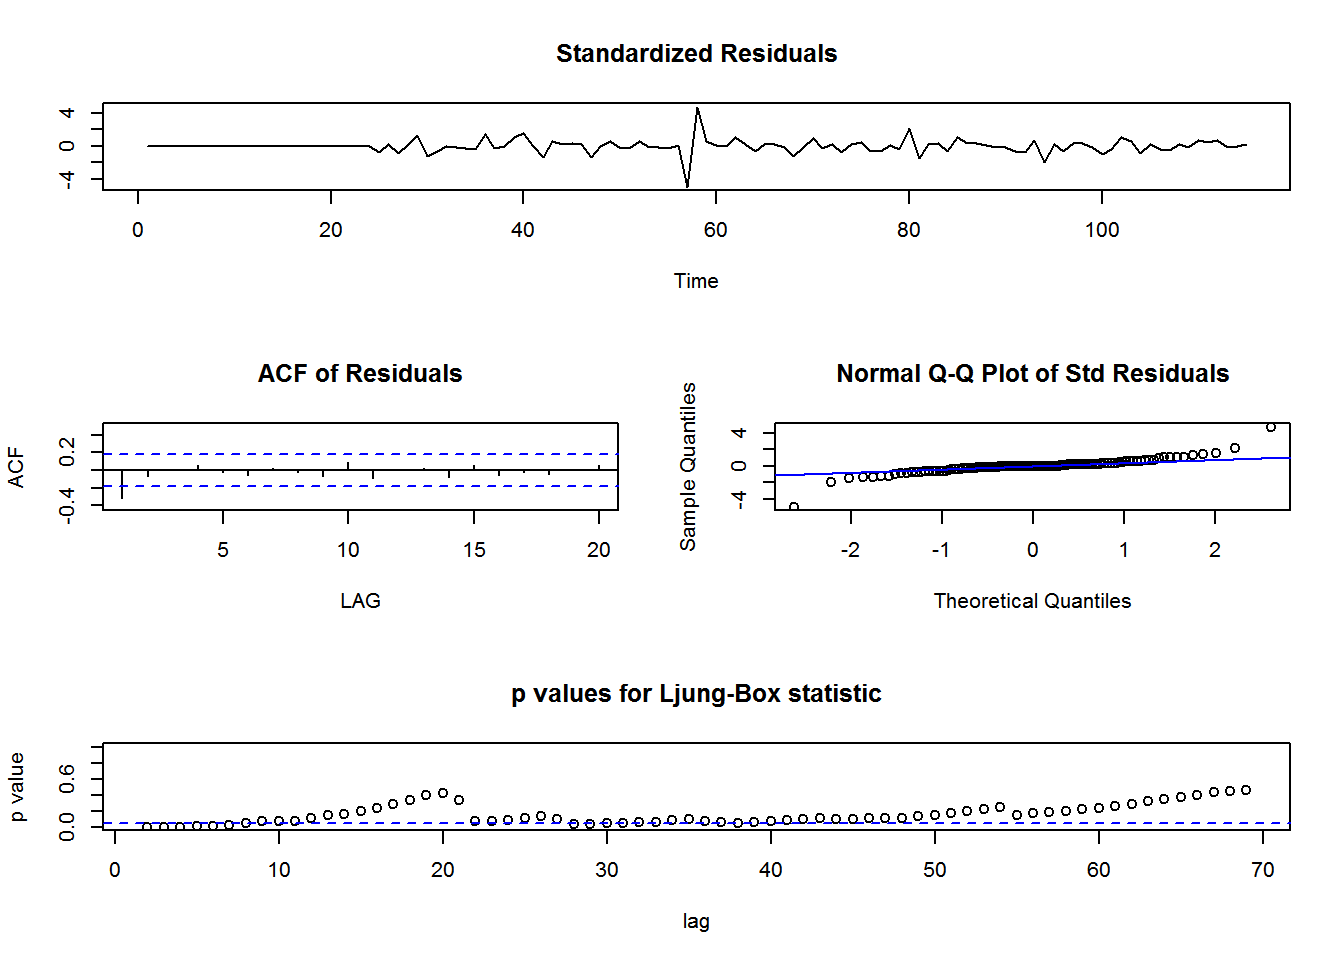 Standardized Residuals
4
0
-4
0 20 40 60 80 100
Time
ACF of Residuals
ACF
0.2
-0.4
5 10 15 20
LAG
Normal Q-Q Plot of Std Residuals
Sample Quantiles
4
0
-4
-2 -1 0 1 2
Theoretical Quantiles
p values for Ljung-Box statistic
p value
0.6
0.0
0 10 20 30 40 50 60 70
lag